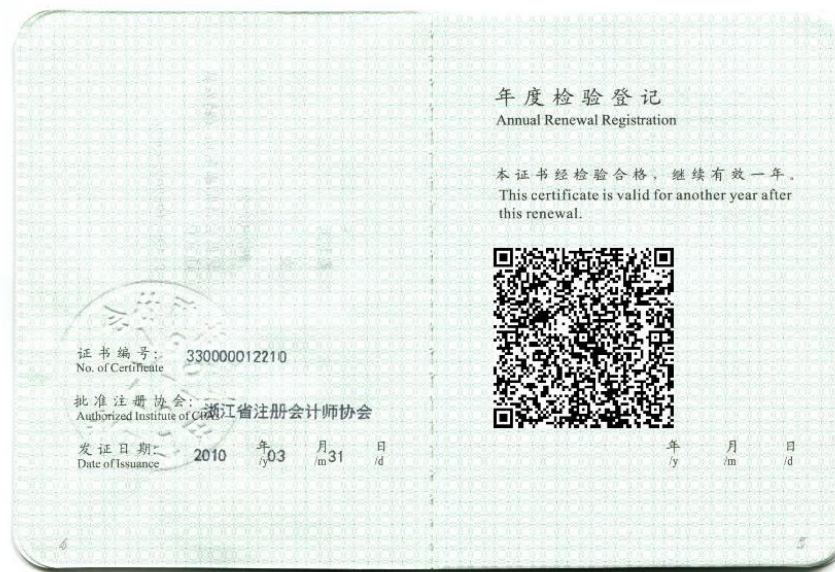 证书编号: 330000012210
No. of Certificate
批准注册协会: 浙江省注册会计师协会
Authorized Institute of CPAs
发证日期: 2010 年 03 月 31 日
Date of Issuance /y /m /d
4
年度检验登记
Annual Renewal Registration
本证书经检验合格，继续有效一年。
This certificate is valid for another year after
this renewal.
年 月 日
/y /m /d
5